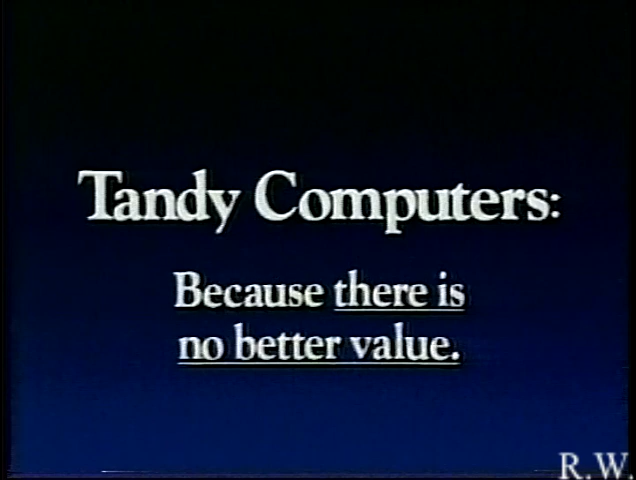 Tandy Computers:
Because there is
no better value.
R.W.